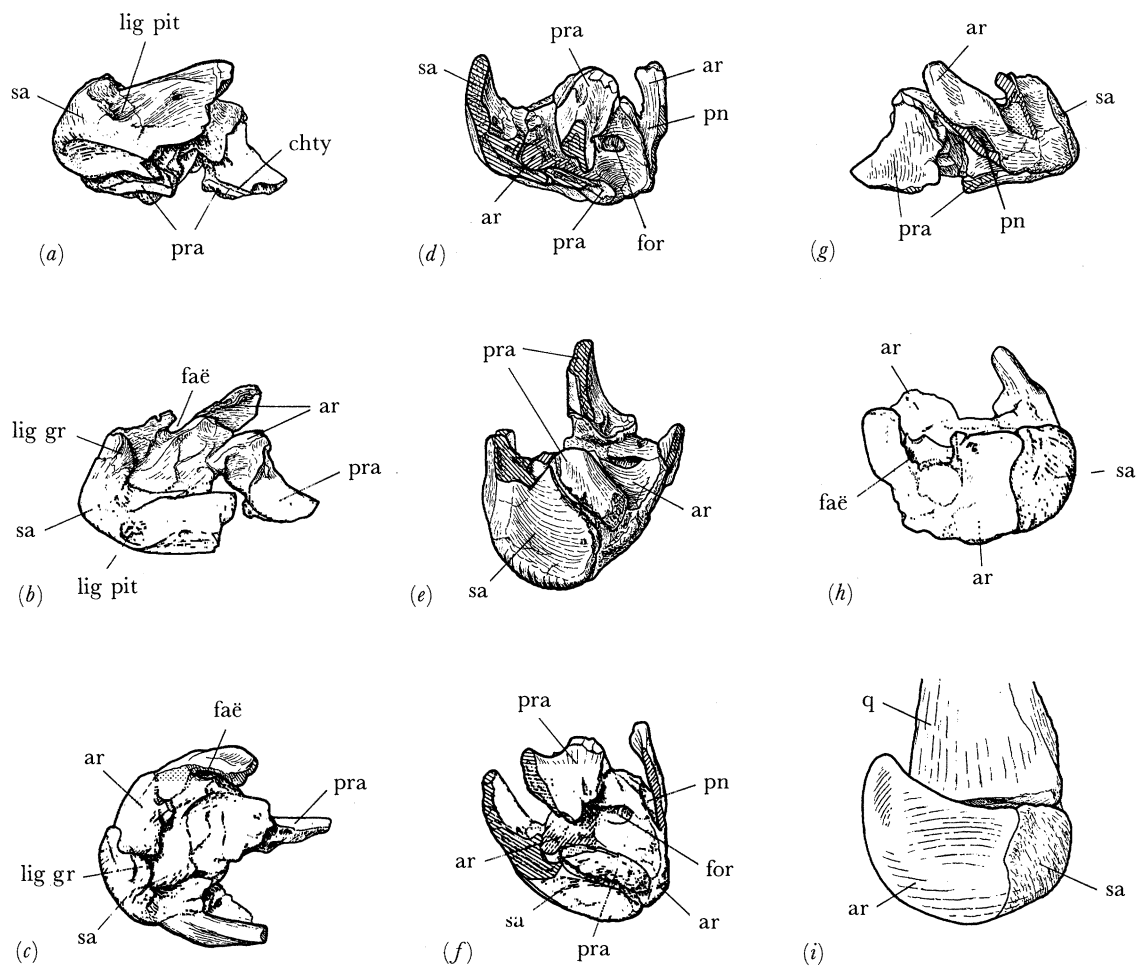 lig pit
sa
chty
pra
(a)
pra
sa
ar
pn
ar
pra
for
(d)
ar
sa
pra
pn
(g)
faë
ar
lig gr
pra
sa
lig pit
(b)
pra
ar
sa
(e)
ar
sa
faë
ar
(h)
faë
ar
pra
lig gr
sa
(c)
pra
pn
ar
for
sa
ar
pra
(f)
q
ar
sa
(i)